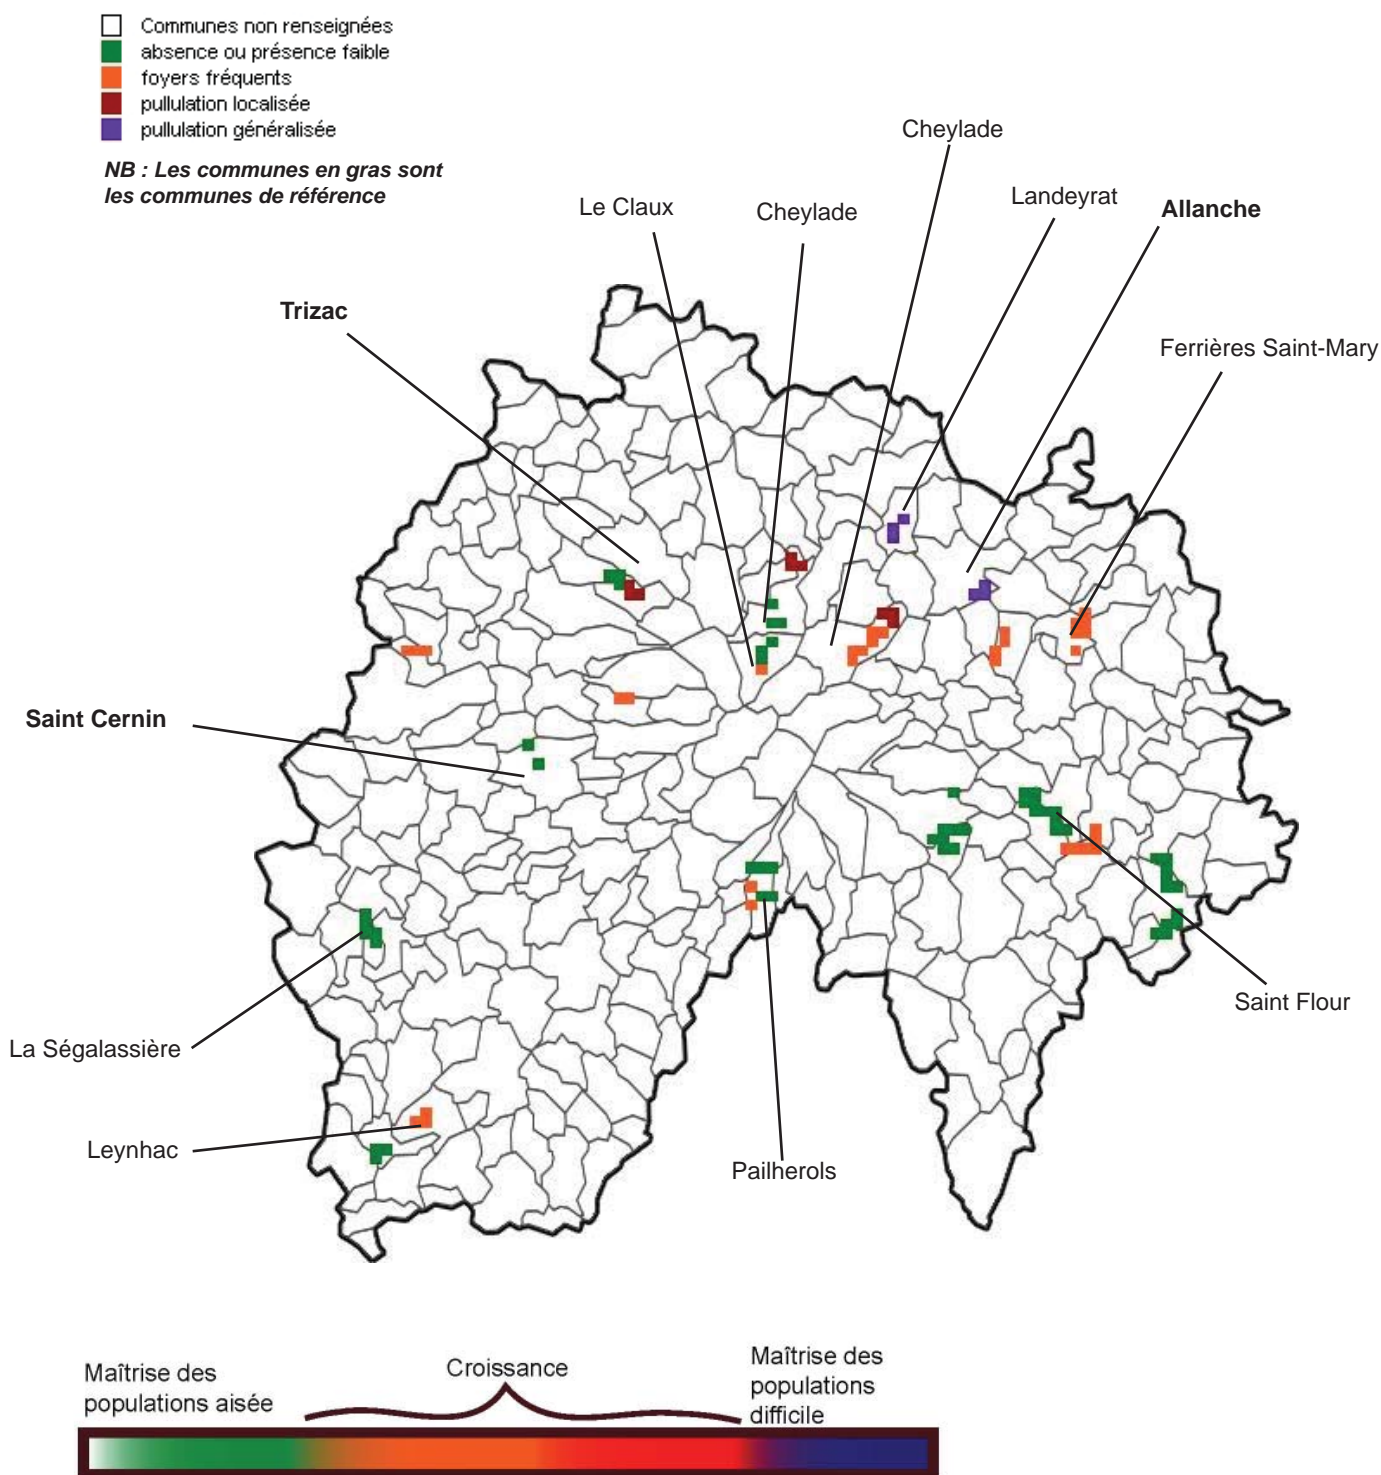 Communes non renseignées
absence ou présence faible
foyers fréquents
pullulation localisée
pullulation généralisée
NB : Les communes en gras sont
les communes de référence
Cheylade
Le Claux
Cheylade
Landeyrat
Allanche
Trizac
Ferrières Saint-Mary
Saint Cernin
Saint Flour
La Ségalassière
Leynhac
Pailherols
Maîtrise des
populations aisée
Croissance
Maîtrise des
populations
difficile